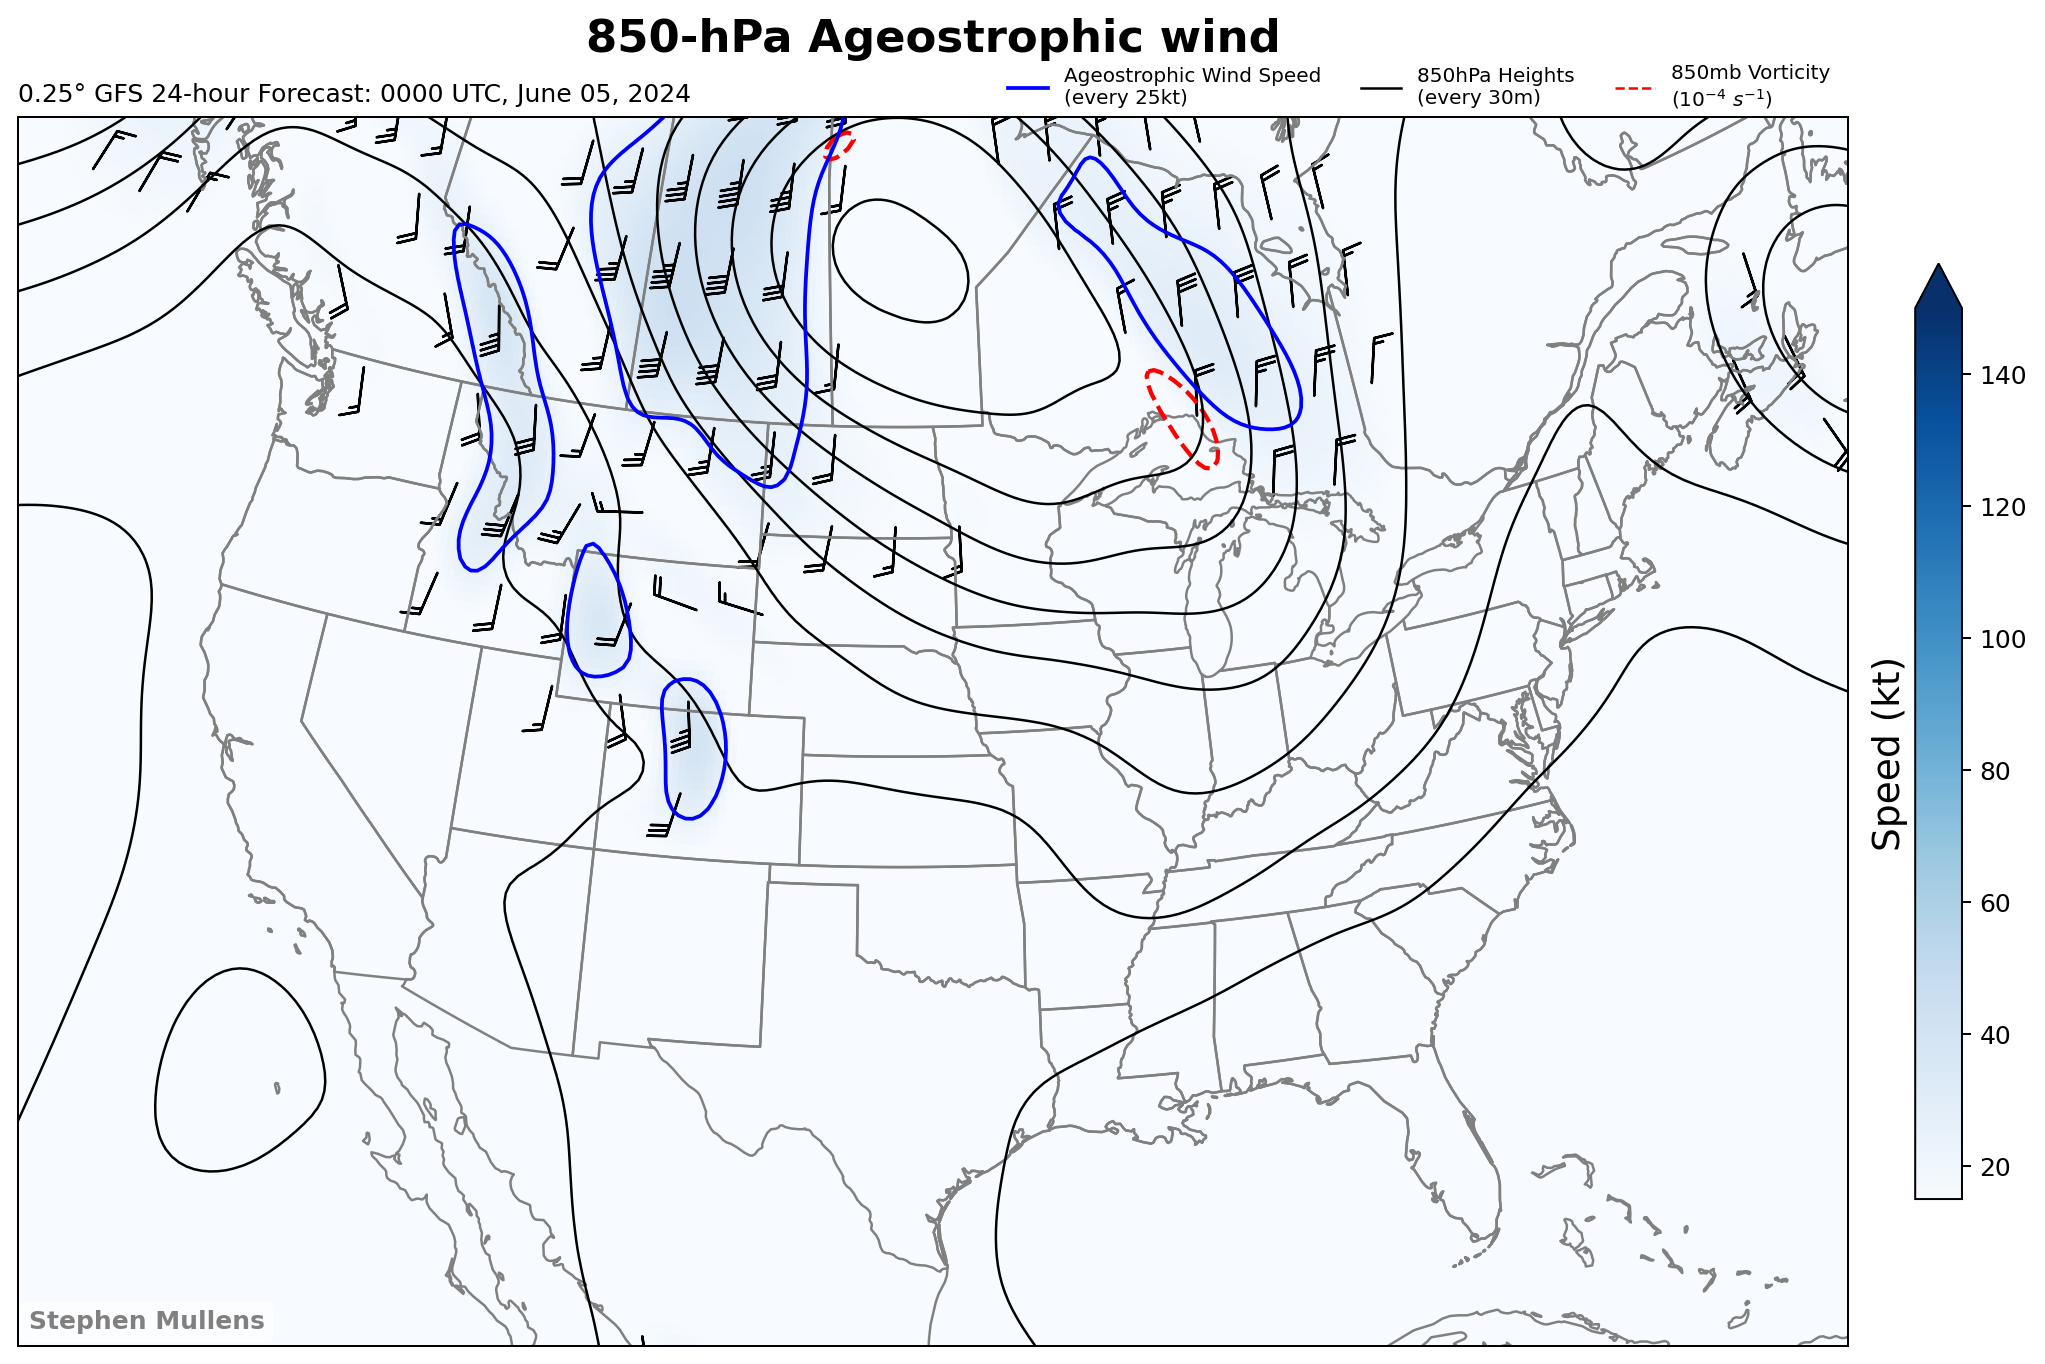 850-hPa Ageostrophic wind
0.25° GFS 24-hour Forecast: 0000 UTC, June 05, 2024
Ageostrophic Wind Speed
(every 25kt)
850hPa Heights
(every 30m)
850mb Vorticity
(10⁻⁴ s⁻¹)
140
120
100
80
60
40
20
Speed (kt)
Stephen Mullens